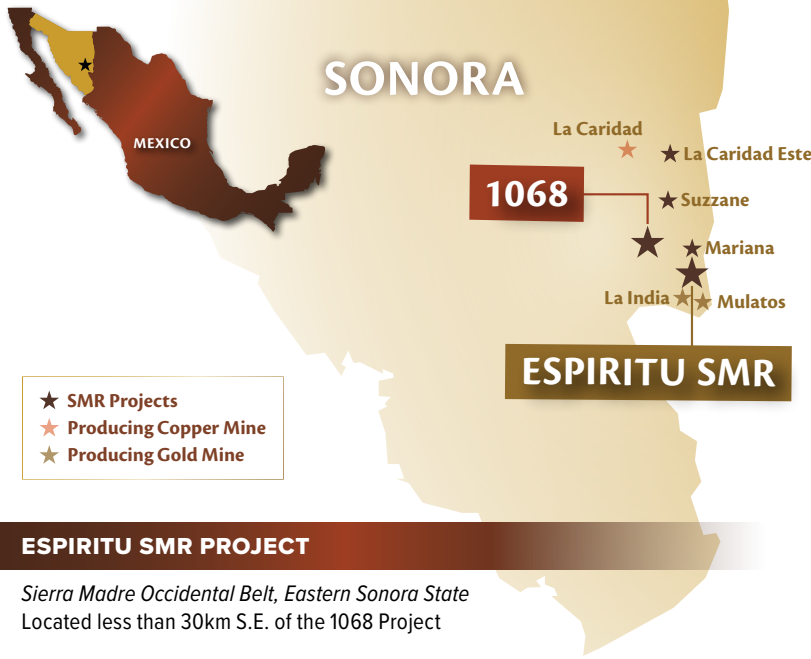 MEXICO
SONORA
La Caridad
La Caridad Este
1068
Suzzane
Mariana
La India
Mulatos
ESPIRITU SMR
SMR Projects
Producing Copper Mine
Producing Gold Mine
ESPIRITU SMR PROJECT
Sierra Madre Occidental Belt, Eastern Sonora State
Located less than 30km S.E. of the 1068 Project